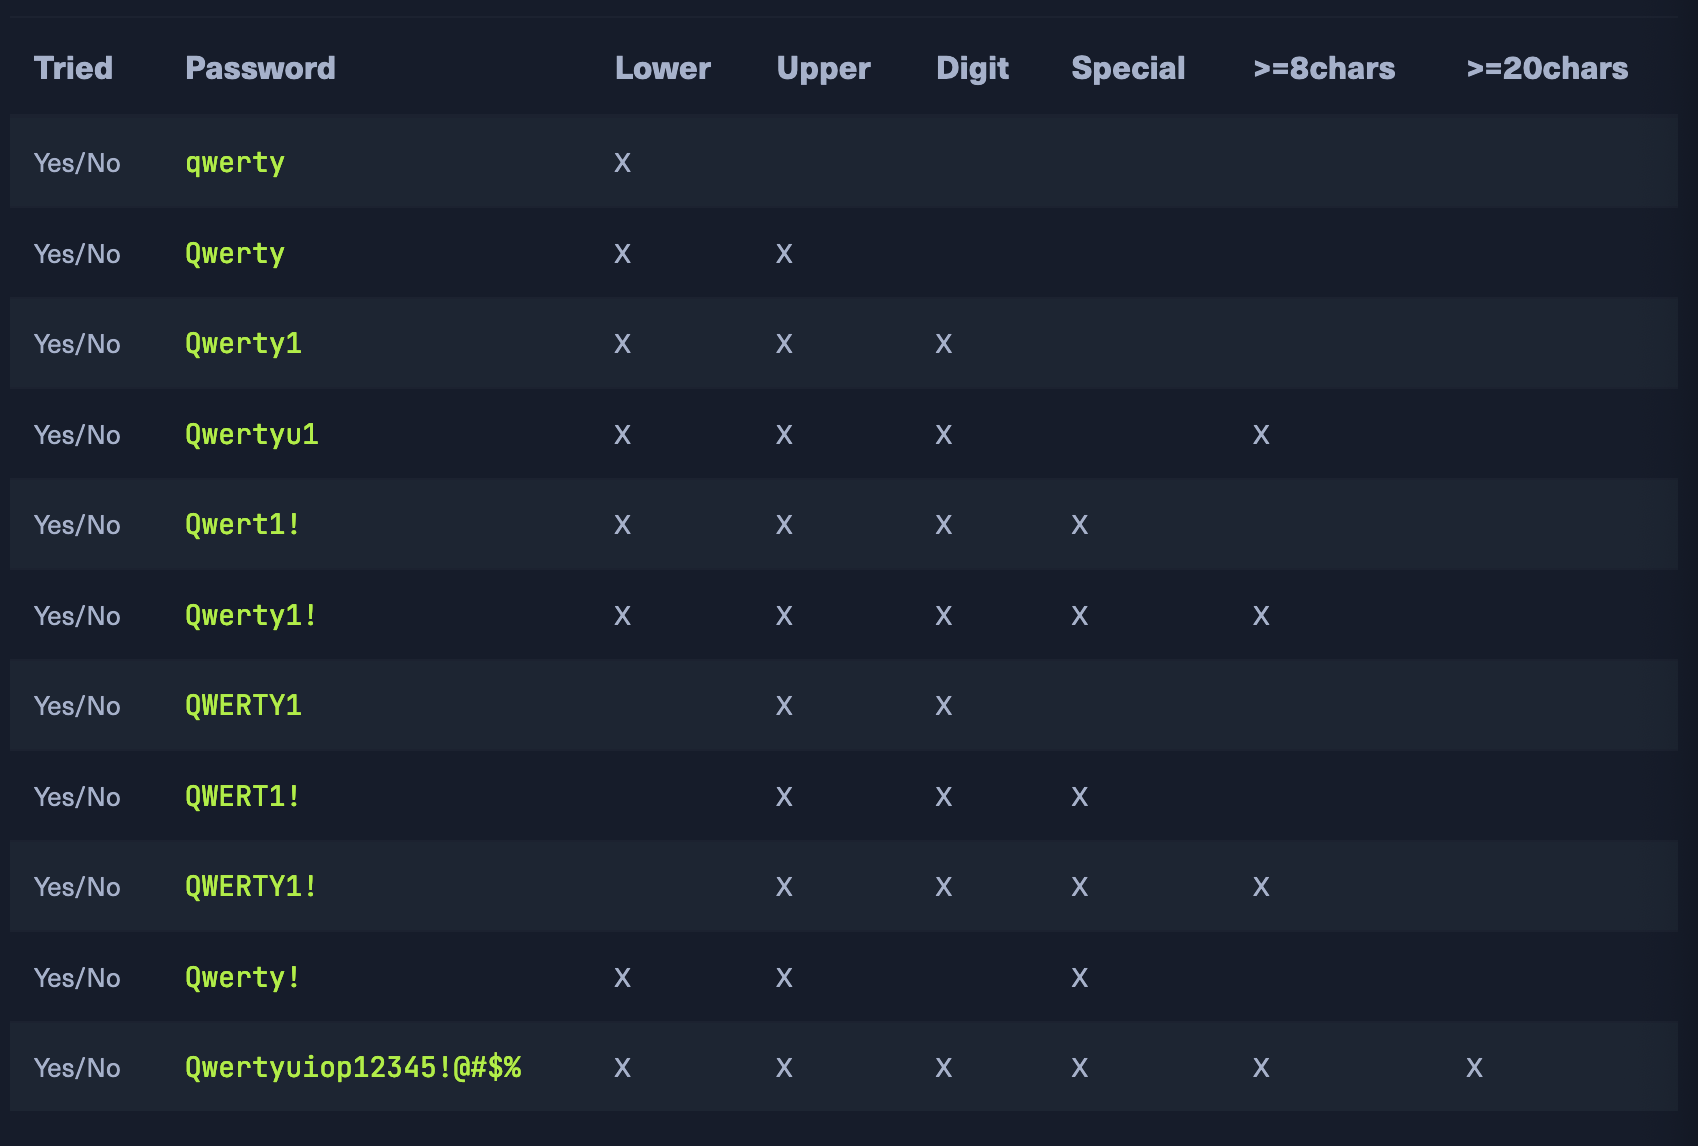 Tried Password Lower Upper Digit Special >=8chars >=20chars
Yes/No qwerty X
Yes/No Qwerty X X
Yes/No Qwerty1 X X X
Yes/No Qwertyu1 X X X X
Yes/No Qwert1! X X X X
Yes/No Qwerty1! X X X X X
Yes/No QWERTY1 X X
Yes/No QWERT1! X X X
Yes/No QWERTY1! X X X X
Yes/No Qwerty! X X X
Yes/No Qwertyuiop12345!@#$% X X X X X X